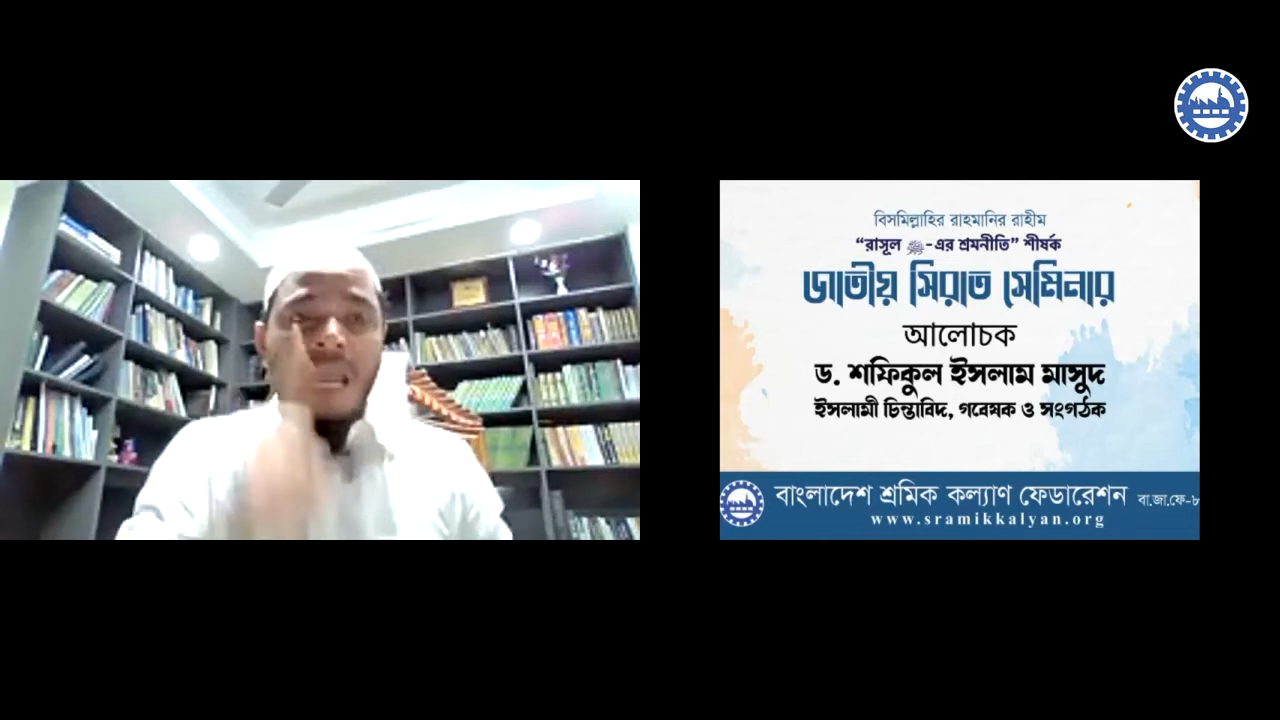 বিসমিল্লাহির রাহমানির রাহীম
“রাসূল ﷺ-এর শ্রমনীতি” শীর্ষক
জাতীয় সিরাত সেমিনার
আলোচক
ড. শফিকুল ইসলাম মাসুদ
ইসলামী চিন্তাবিদ, গবেষক ও সংগঠক
বাংলাদেশ শ্রমিক কল্যাণ ফেডারেশন বা.জা.ফে-৮
www.sramikkalyan.org